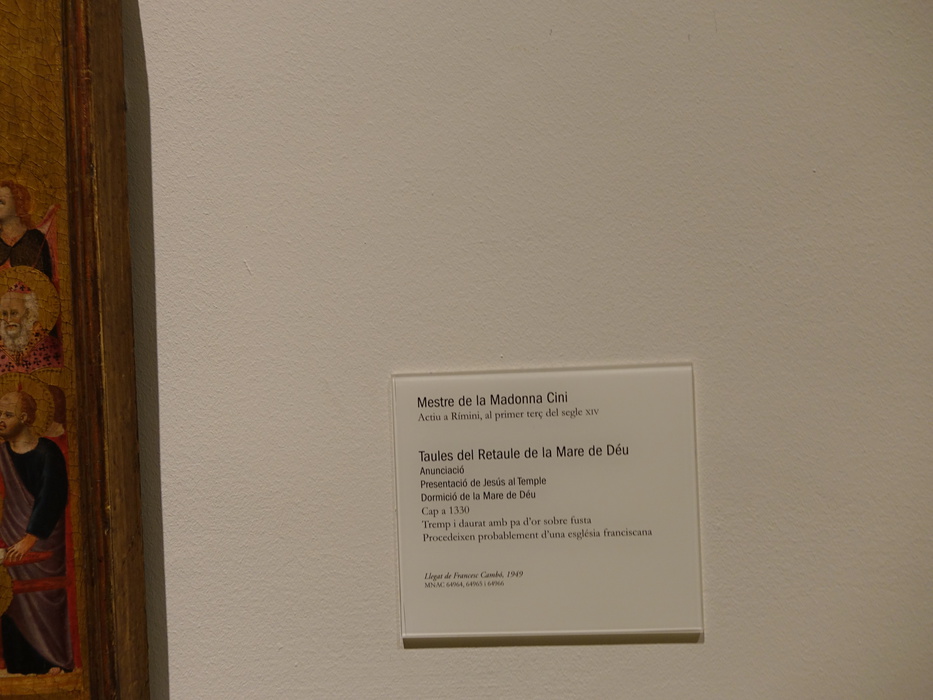 Mestre de la Madonna Cini
Actiu a Rímini, al primer terç del segle XIV
Taules del Retaule de la Mare de Déu
Anunciació
Presentació de Jesús al Temple
Dormició de la Mare de Déu
Cap a 1330
Tremp i daurat amb pa d'or sobre fusta
Procedeixen probablement d'una església franciscana
Llegat de Francesc Cambó, 1949
MNAC 64964, 64965 i 64966